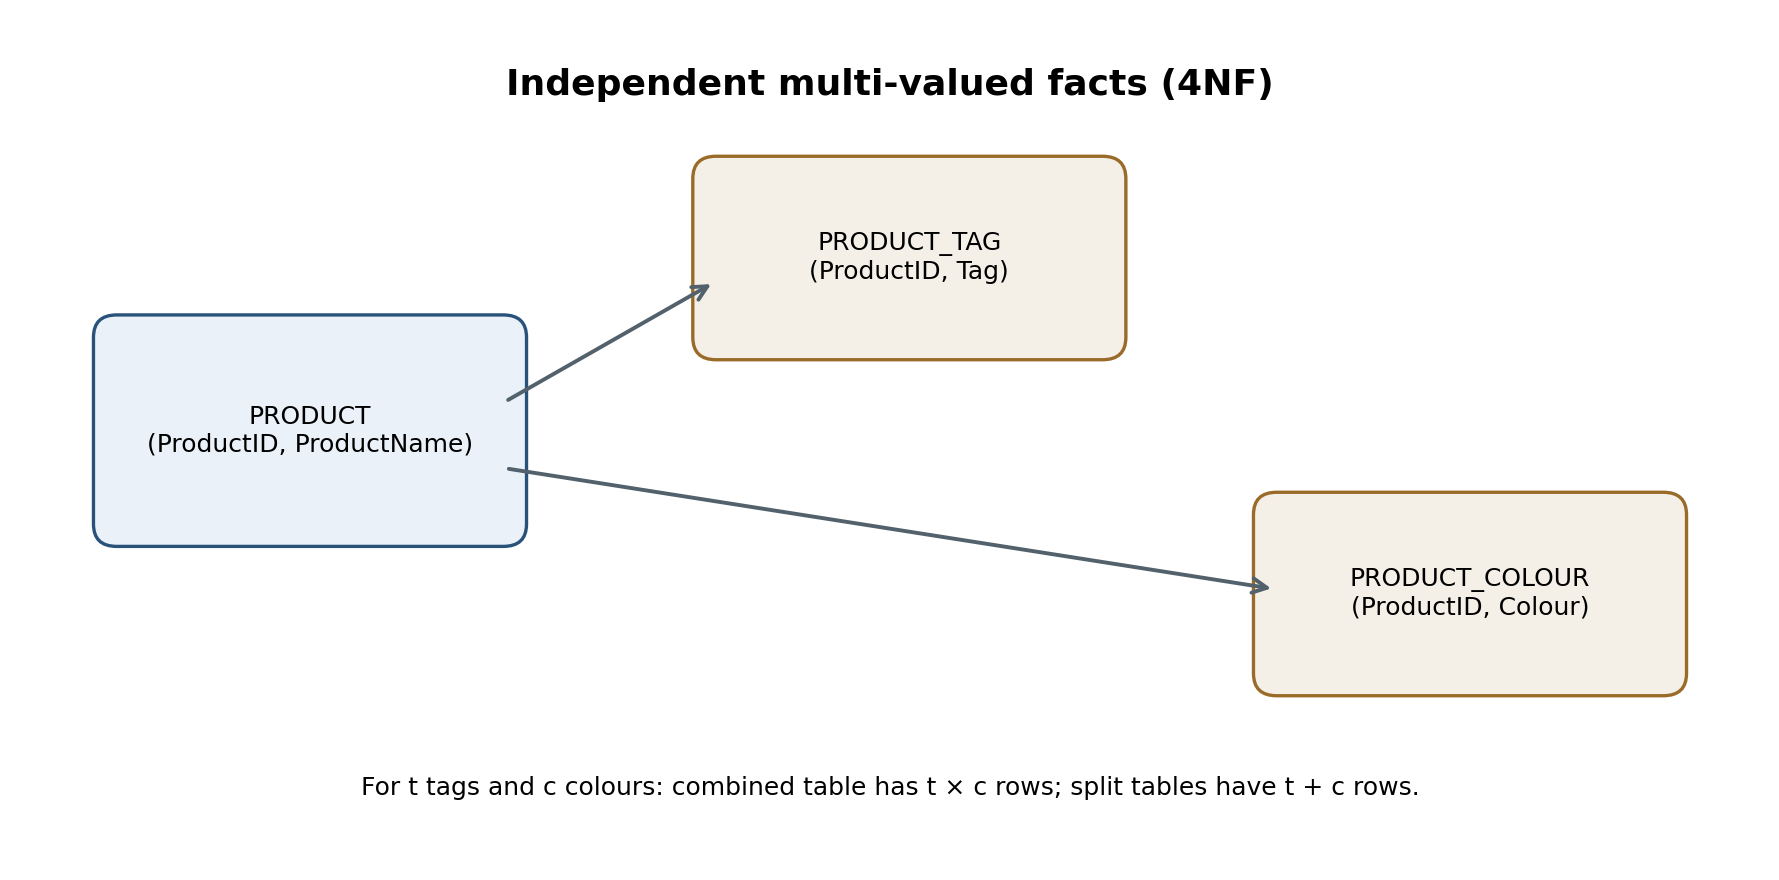 Independent multi-valued facts (4NF)
PRODUCT_TAG
(ProductID, Tag)
PRODUCT
(ProductID, ProductName)
PRODUCT_COLOUR
(ProductID, Colour)
For t tags and c colours: combined table has t × c rows; split tables have t + c rows.